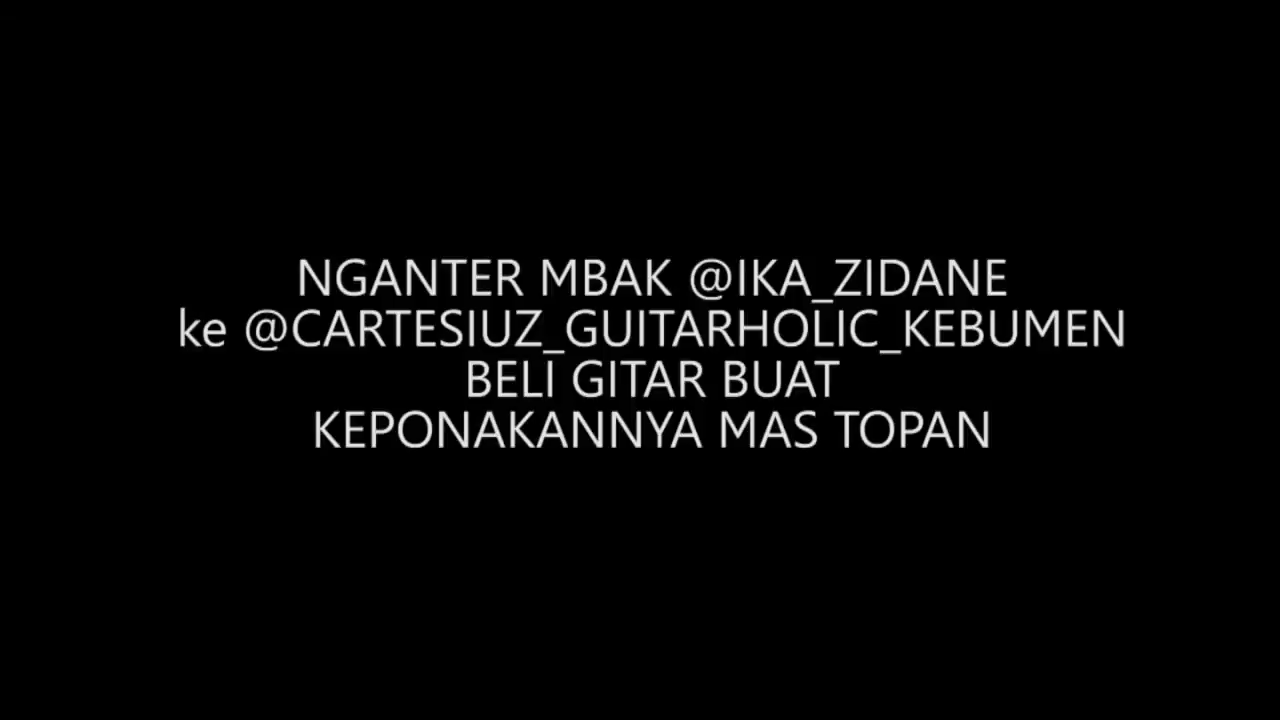 NGANTER MBAK @IKA_ZIDANE
ke @CARTESIUZ_GUITARHOLIC_KEBUMEN
BELI GITAR BUAT
KEPONAKANNYA MAS TOPAN